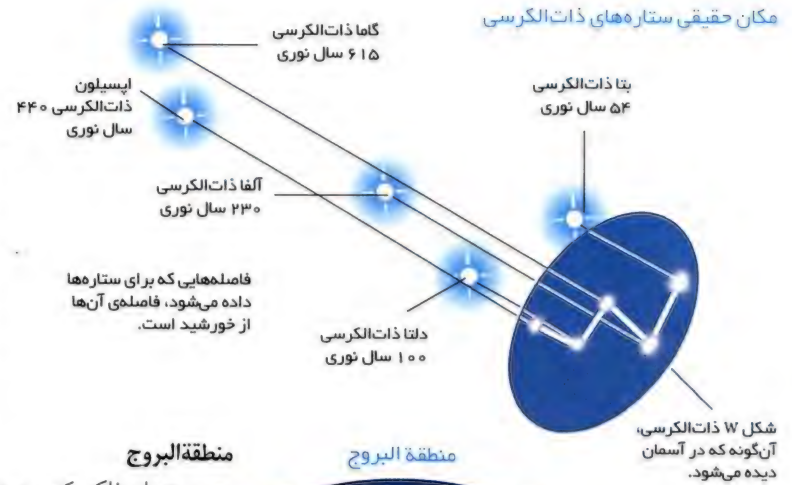 مکان حقیقی ستاره‌های ذات‌الکرسی
گاما ذات‌الکرسی
۶۱۵ سال نوری
بتا ذات‌الکرسی
۵۴ سال نوری
اپسیلون
ذات‌الکرسی ۴۴۰
سال نوری
آلفا ذات‌الکرسی
۲۳۰ سال نوری
فاصله‌هایی که برای ستاره‌ها
داده می‌شود، فاصله‌ی آن‌ها
از خورشید است.
دلتا ذات‌الکرسی
۱۰۰ سال نوری
شکل W ذات‌الکرسی،
آن‌گونه که در آسمان
دیده می‌شود.
منطقةالبروج
منطقة البروج